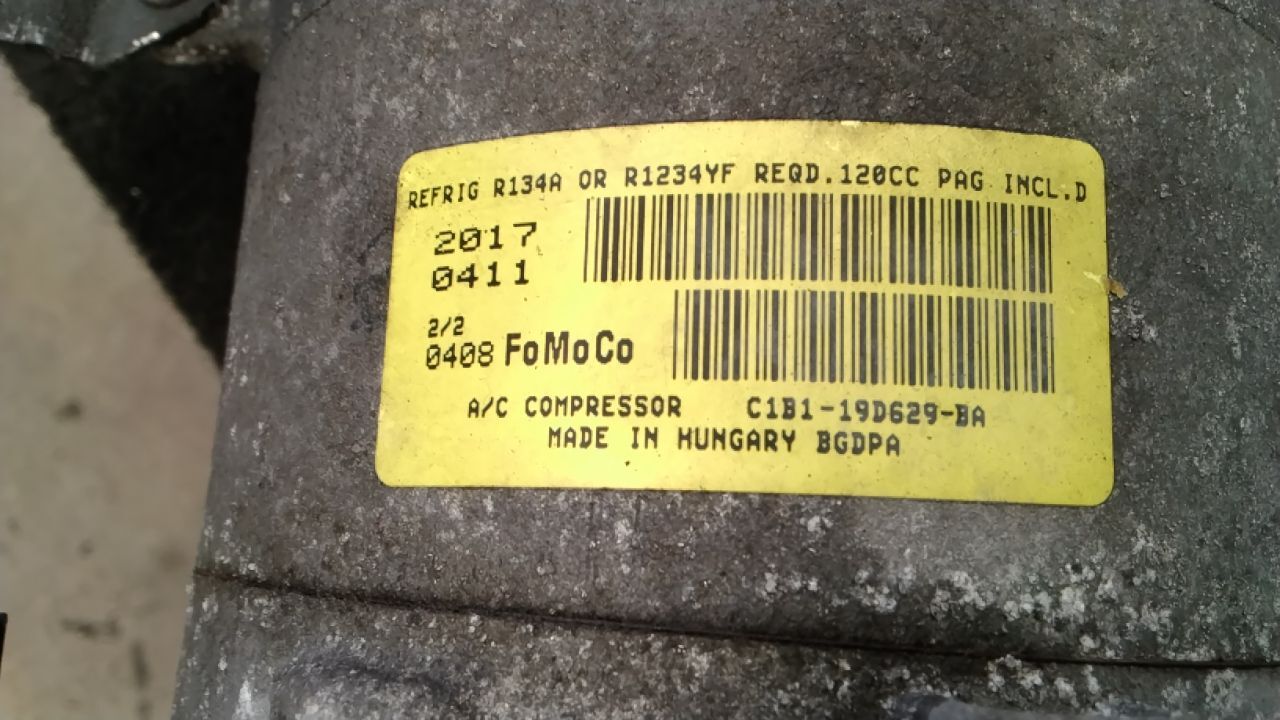 REFRIG R134A OR R1234YF REQD.120CC PAG INCL.D
2017
0411
2/2
0408 FoMoCo
A/C COMPRESSOR C1B1-19D629-BA
MADE IN HUNGARY BGDPA